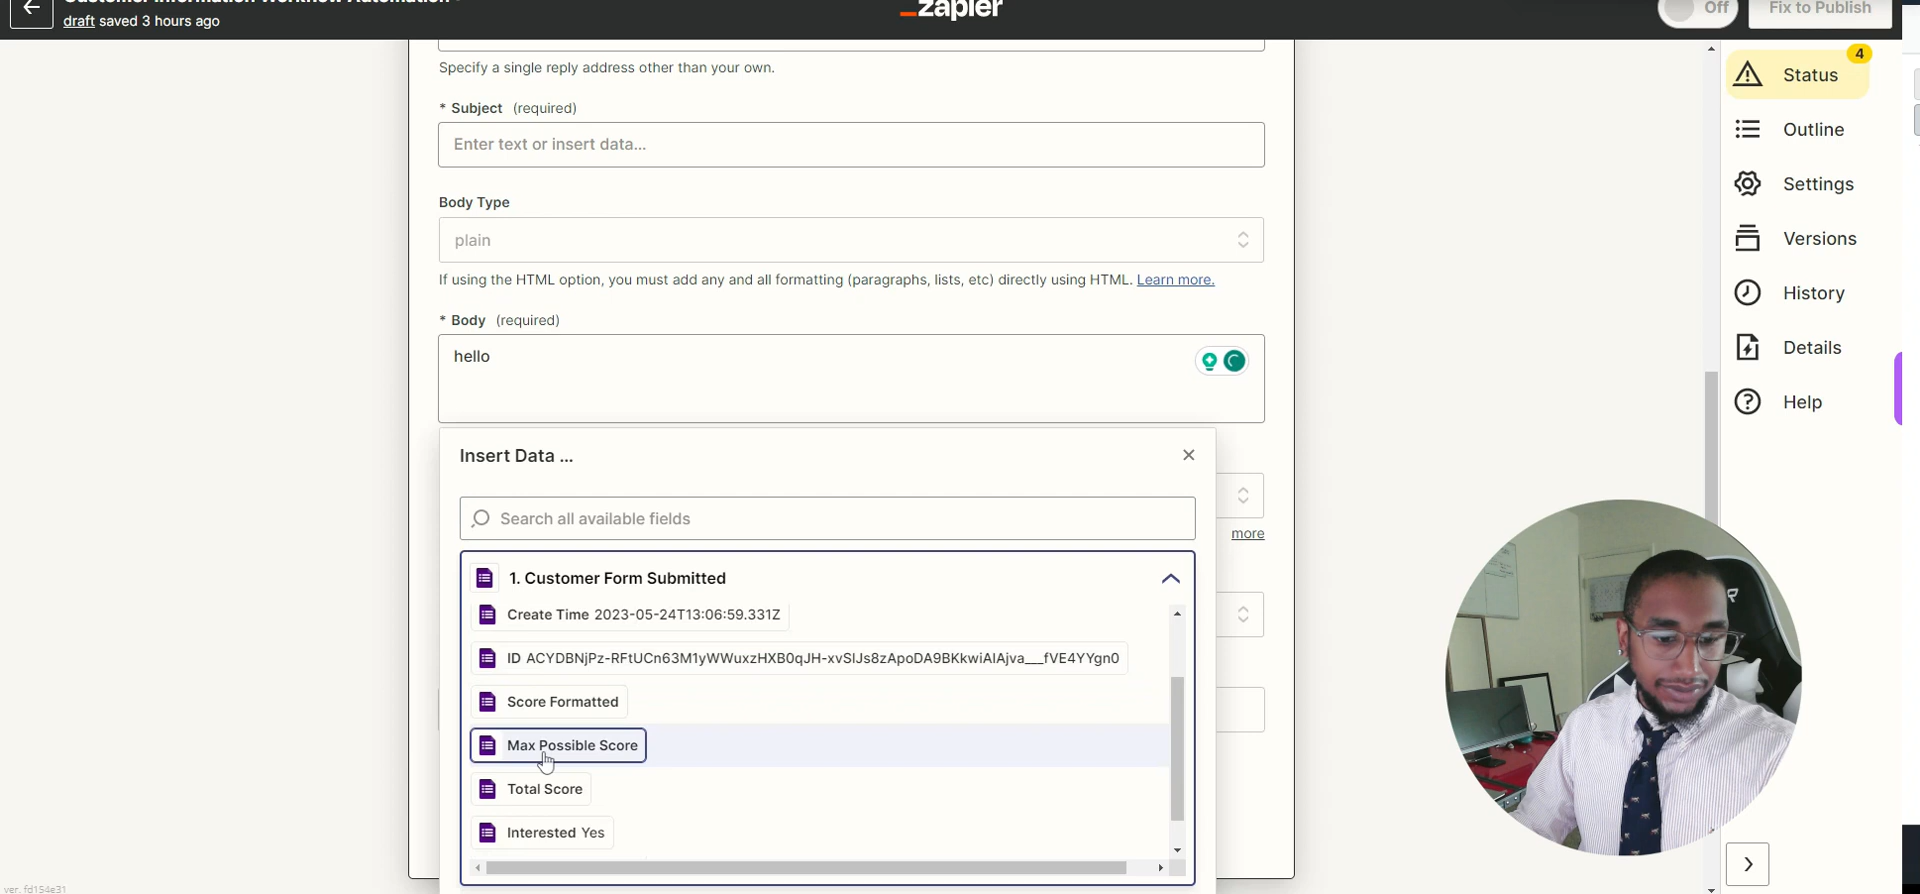 draft saved 3 hours ago
zapier
Off
Fix to Publish
Specify a single reply address other than your own.
* Subject (required)
Enter text or insert data...
Body Type
plain
If using the HTML option, you must add any and all formatting (paragraphs, lists, etc) directly using HTML. Learn more.
* Body (required)
hello
Insert Data ...
Search all available fields
more
1. Customer Form Submitted
Create Time 2023-05-24T13:06:59.331Z
ID ACYDBNjPz-RFtUCn63M1yWWuxzHXB0qJH-xvSlJs8zApoDA9BKkwiAlAjva___fVE4YYgn0
Score Formatted
Max Possible Score
Total Score
Interested Yes
4
Status
Outline
Settings
Versions
History
Details
Help
ver. fd154e31